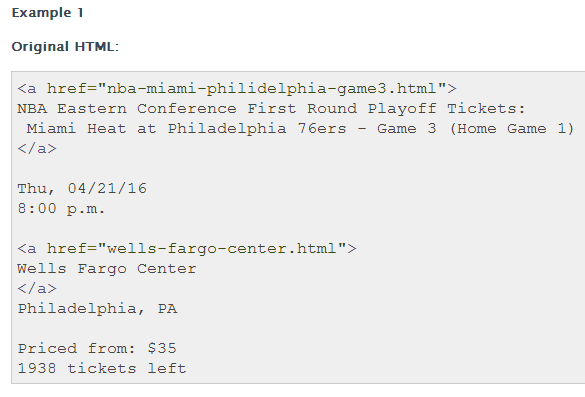 Example 1
Original HTML:
<a href="nba-miami-philidelphia-game3.html">
NBA Eastern Conference First Round Playoff Tickets:
Miami Heat at Philadelphia 76ers - Game 3 (Home Game 1)
</a>
Thu, 04/21/16
8:00 p.m.
<a href="wells-fargo-center.html">
Wells Fargo Center
</a>
Philadelphia, PA
Priced from: $35
1938 tickets left